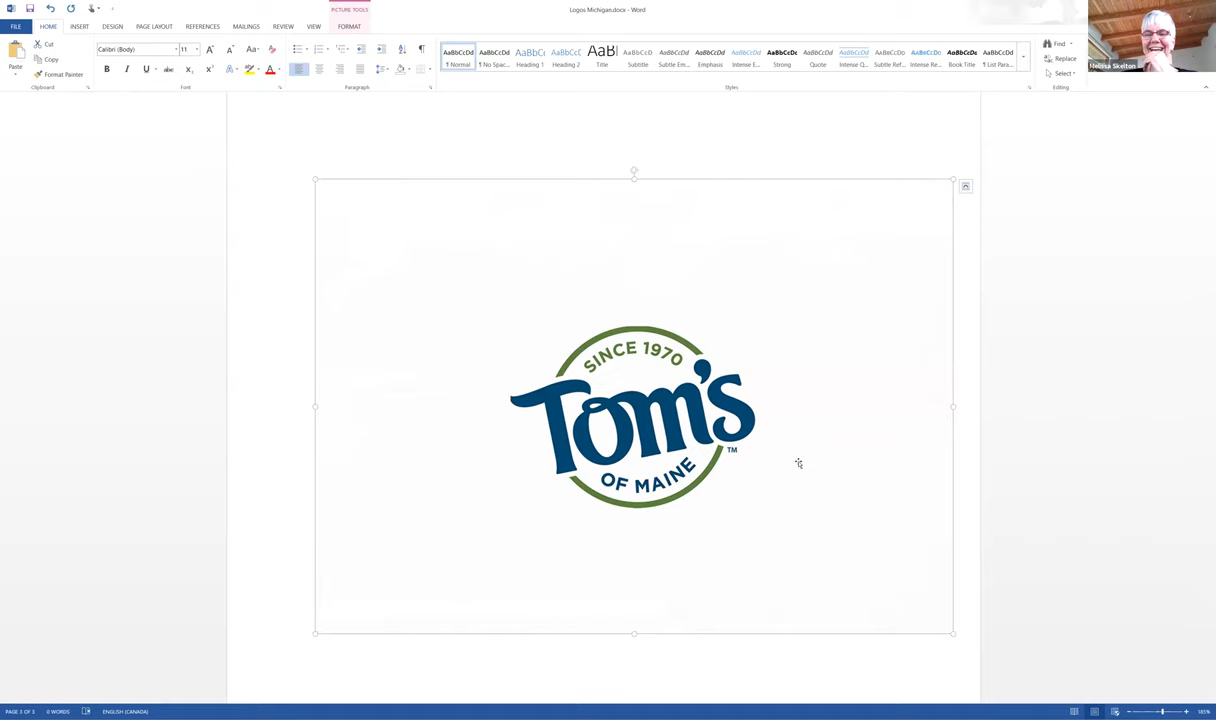 PICTURE TOOLS
Logos Michigan.docx - Word
FILE HOME INSERT DESIGN PAGE LAYOUT REFERENCES MAILINGS REVIEW VIEW FORMAT
Paste
Cut
Copy
Format Painter
Calibri (Body) 11
AaBbCcDd AaBbCcDd AaBbCc AaBbCcD AaBl AaBbCcD AaBbCcDd AaBbCcDd AaBbCcDd AaBbCcDc AaBbCcDd AaBbCcDd AaBbCcDc AaBbCcDc AaBbCcDc AaBbCcDd
¶ Normal ¶ No Spac... Heading 1 Heading 2 Title Subtitle Subtle Em... Emphasis Intense E... Strong Quote Intense Q... Subtle Ref... Intense Re... Book Title ¶ List Para...
Find
Replace
Select
Clipboard Font Paragraph Styles Editing
Melissa Skelton
SINCE 1970
Tom's
TM
OF MAINE
PAGE 3 OF 3 0 WORDS ENGLISH (CANADA) 185%